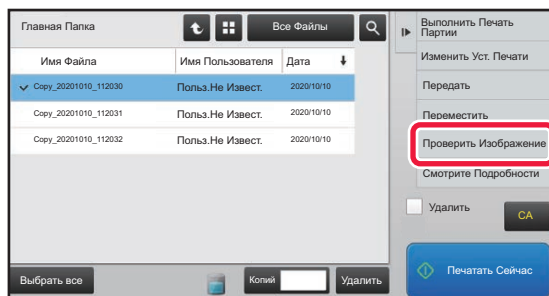 Главная Папка
Все Файлы
Имя Файла
Имя Пользователя
Дата
Copy_20201010_112030
Польз.Не Извест.
2020/10/10
Copy_20201010_112031
Польз.Не Извест.
2020/10/10
Copy_20201010_112032
Польз.Не Извест.
2020/10/10
Выбрать все
Копий
Удалить
Выполнить Печать
Партии
Изменить Уст. Печати
Передать
Переместить
Проверить Изображение
Смотрите Подробности
Удалить
CA
Печатать Сейчас